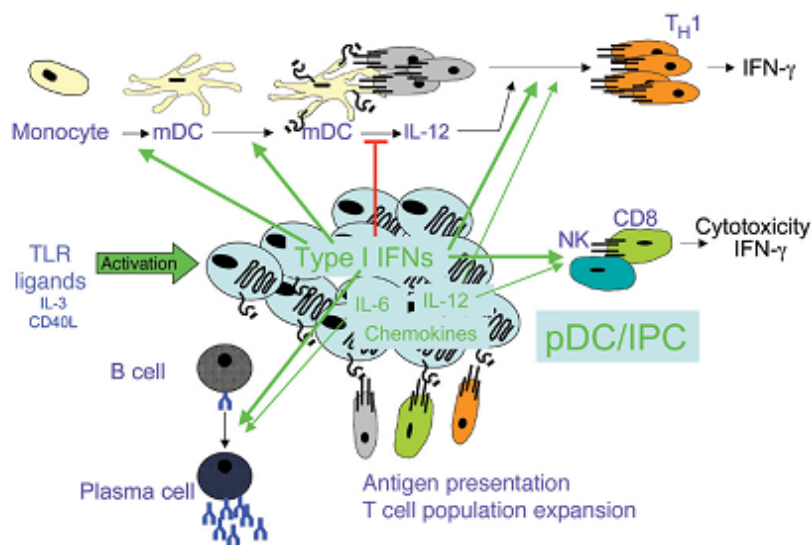 T_H1
IFN-γ
Monocyte
mDC
mDC
IL-12
CD8
NK
Cytotoxicity
IFN-γ
TLR
ligands
IL-3
CD40L
Activation
Type I IFNs
IL-6
IL-12
Chemokines
pDC/IPC
B cell
Plasma cell
Antigen presentation
T cell population expansion